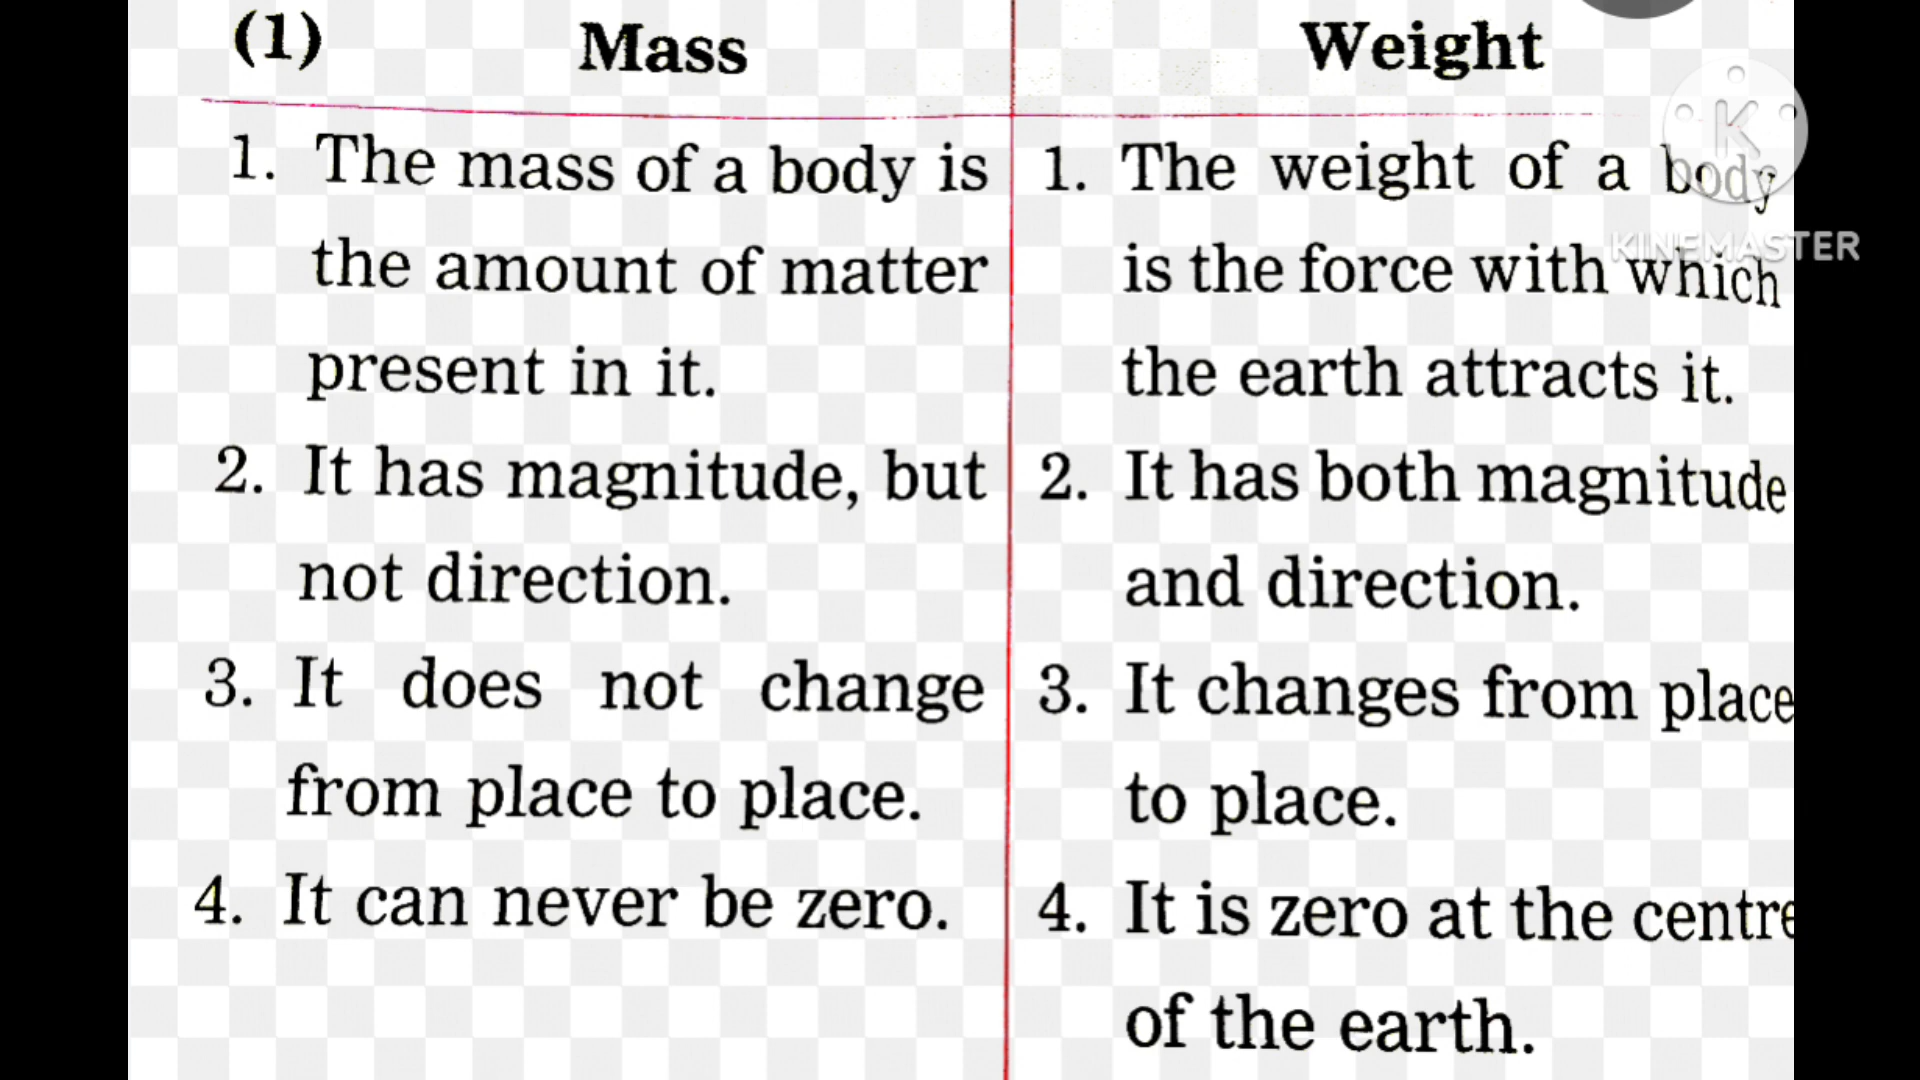 (1) Mass
1. The mass of a body is
the amount of matter
present in it.
2. It has magnitude, but
not direction.
3. It does not change
from place to place.
4. It can never be zero.
Weight
1. The weight of a body
is the force with which
the earth attracts it.
2. It has both magnitude
and direction.
3. It changes from place
to place.
4. It is zero at the centre
of the earth.
K
KINEMASTER